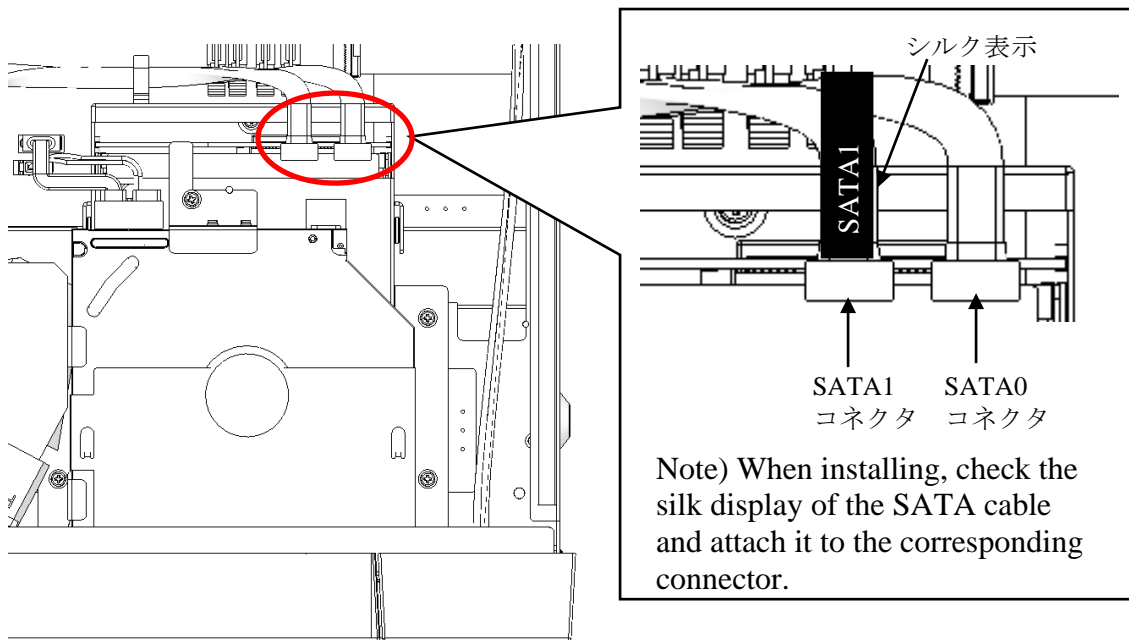 シルク表示
SATA1
SATA1 SATA0
コネクタ コネクタ
Note) When installing, check the
silk display of the SATA cable
and attach it to the corresponding
connector.